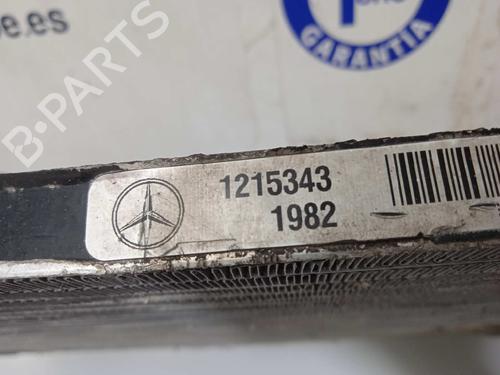 e.es
GARANTIA
B-PARTS
1215343
1982